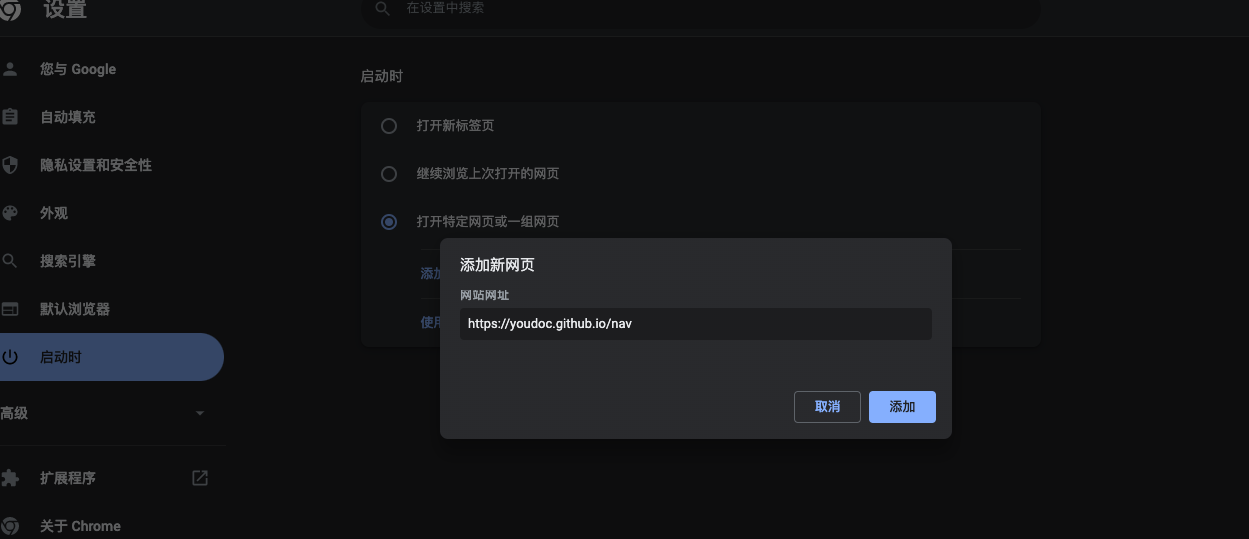 设置
在设置中搜索
您与 Google
自动填充
隐私设置和安全性
外观
搜索引擎
默认浏览器
启动时
高级
扩展程序
关于 Chrome
启动时
打开新标签页
继续浏览上次打开的网页
打开特定网页或一组网页
添加
使用
添加新网页
网站网址
https://youdoc.github.io/nav
取消
添加